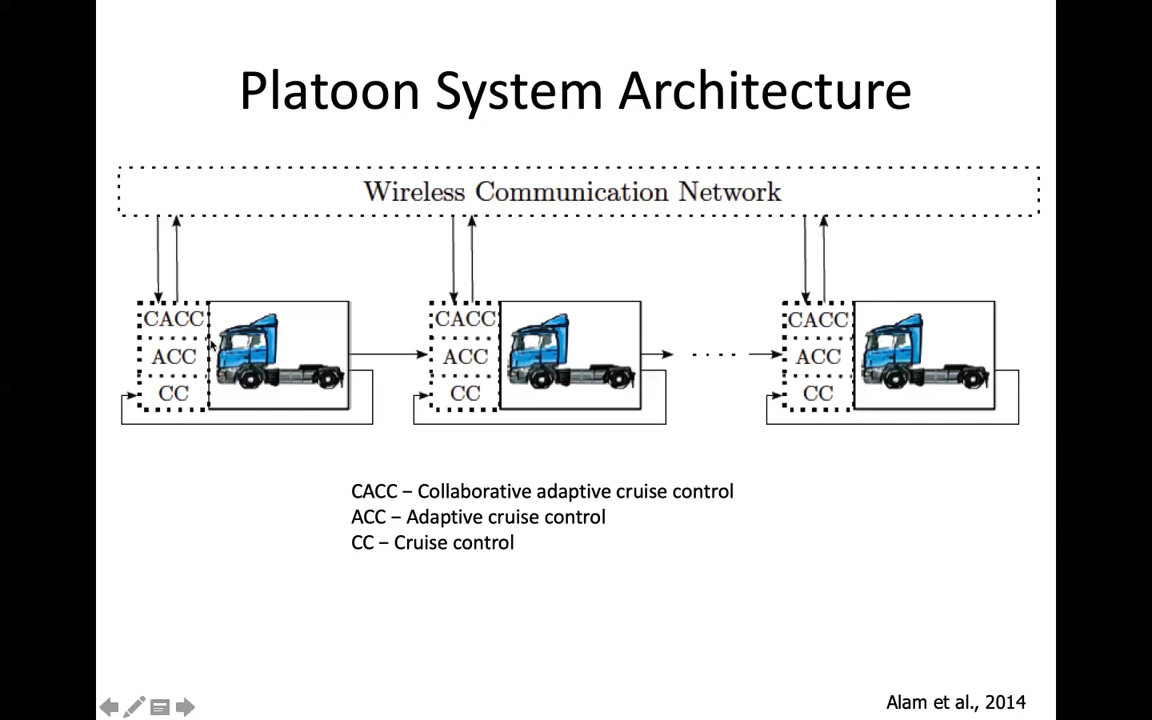 Platoon System Architecture
Wireless Communication Network
CACC CACC CACC
ACC ACC ACC
CC CC CC
CACC – Collaborative adaptive cruise control
ACC – Adaptive cruise control
CC – Cruise control
Alam et al., 2014